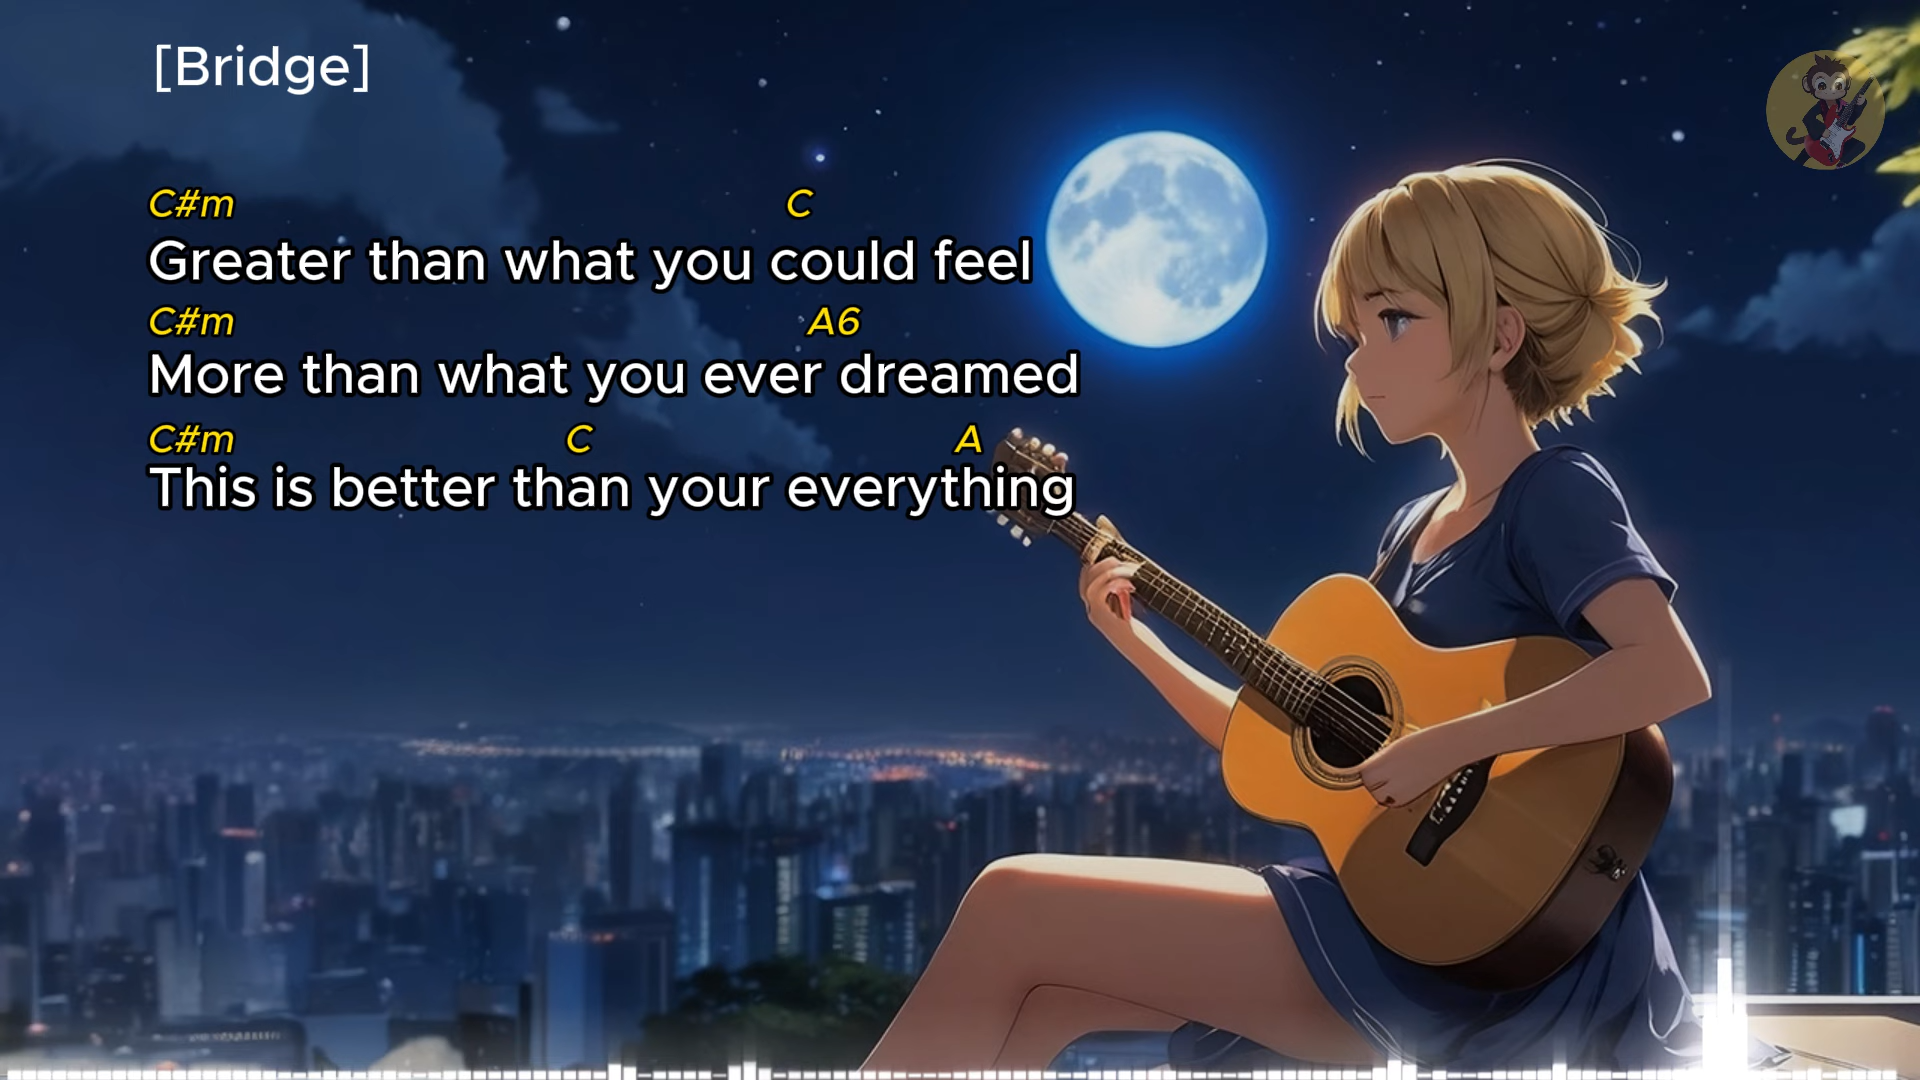 [Bridge]
C#m C
Greater than what you could feel
C#m A6
More than what you ever dreamed
C#m C A
This is better than your everything